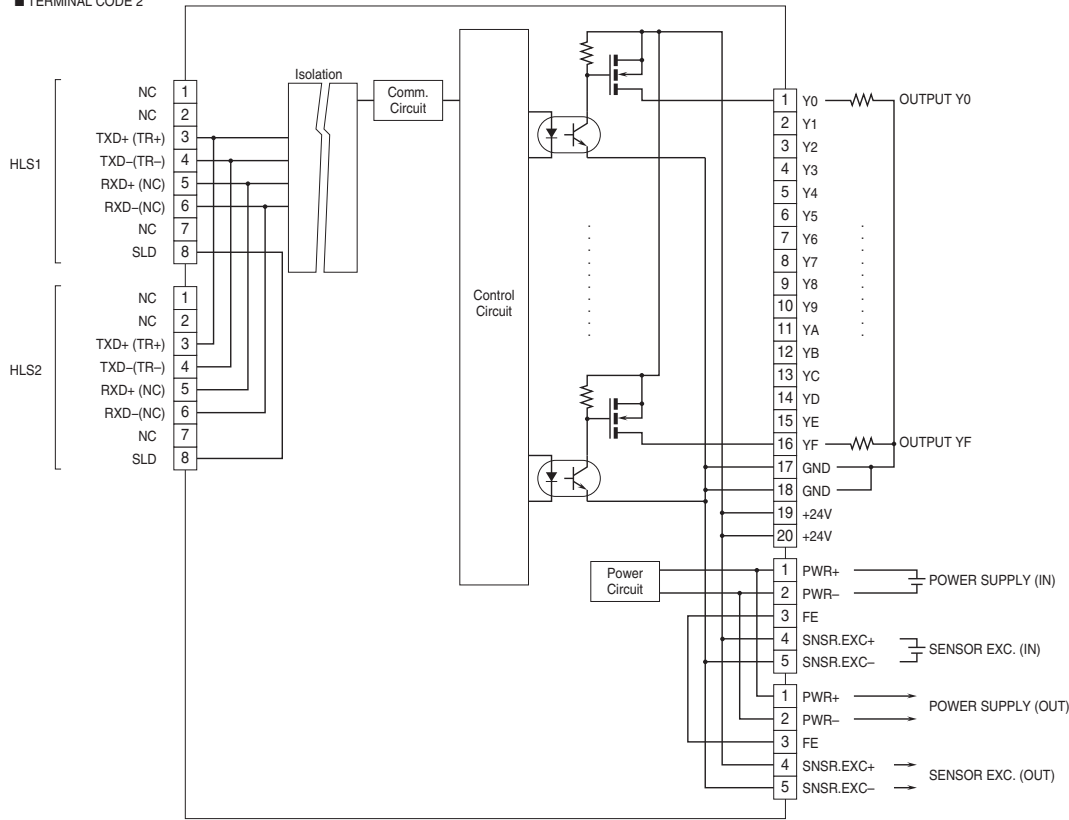 ■ TERMINAL CODE 2
HLS1
NC 1
NC 2
TXD+ (TR+) 3
TXD–(TR–) 4
RXD+ (NC) 5
RXD–(NC) 6
NC 7
SLD 8
HLS2
NC 1
NC 2
TXD+ (TR+) 3
TXD–(TR–) 4
RXD+ (NC) 5
RXD–(NC) 6
NC 7
SLD 8
Isolation
Comm.
Circuit
Control
Circuit
Power
Circuit
1 Y0 OUTPUT Y0
2 Y1
3 Y2
4 Y3
5 Y4
6 Y5
7 Y6
8 Y7
9 Y8
10 Y9
11 YA
12 YB
13 YC
14 YD
15 YE
16 YF OUTPUT YF
17 GND
18 GND
19 +24V
20 +24V
1 PWR+
2 PWR–
POWER SUPPLY (IN)
3 FE
4 SNSR.EXC+
5 SNSR.EXC–
SENSOR EXC. (IN)
1 PWR+
2 PWR–
POWER SUPPLY (OUT)
3 FE
4 SNSR.EXC+
5 SNSR.EXC–
SENSOR EXC. (OUT)